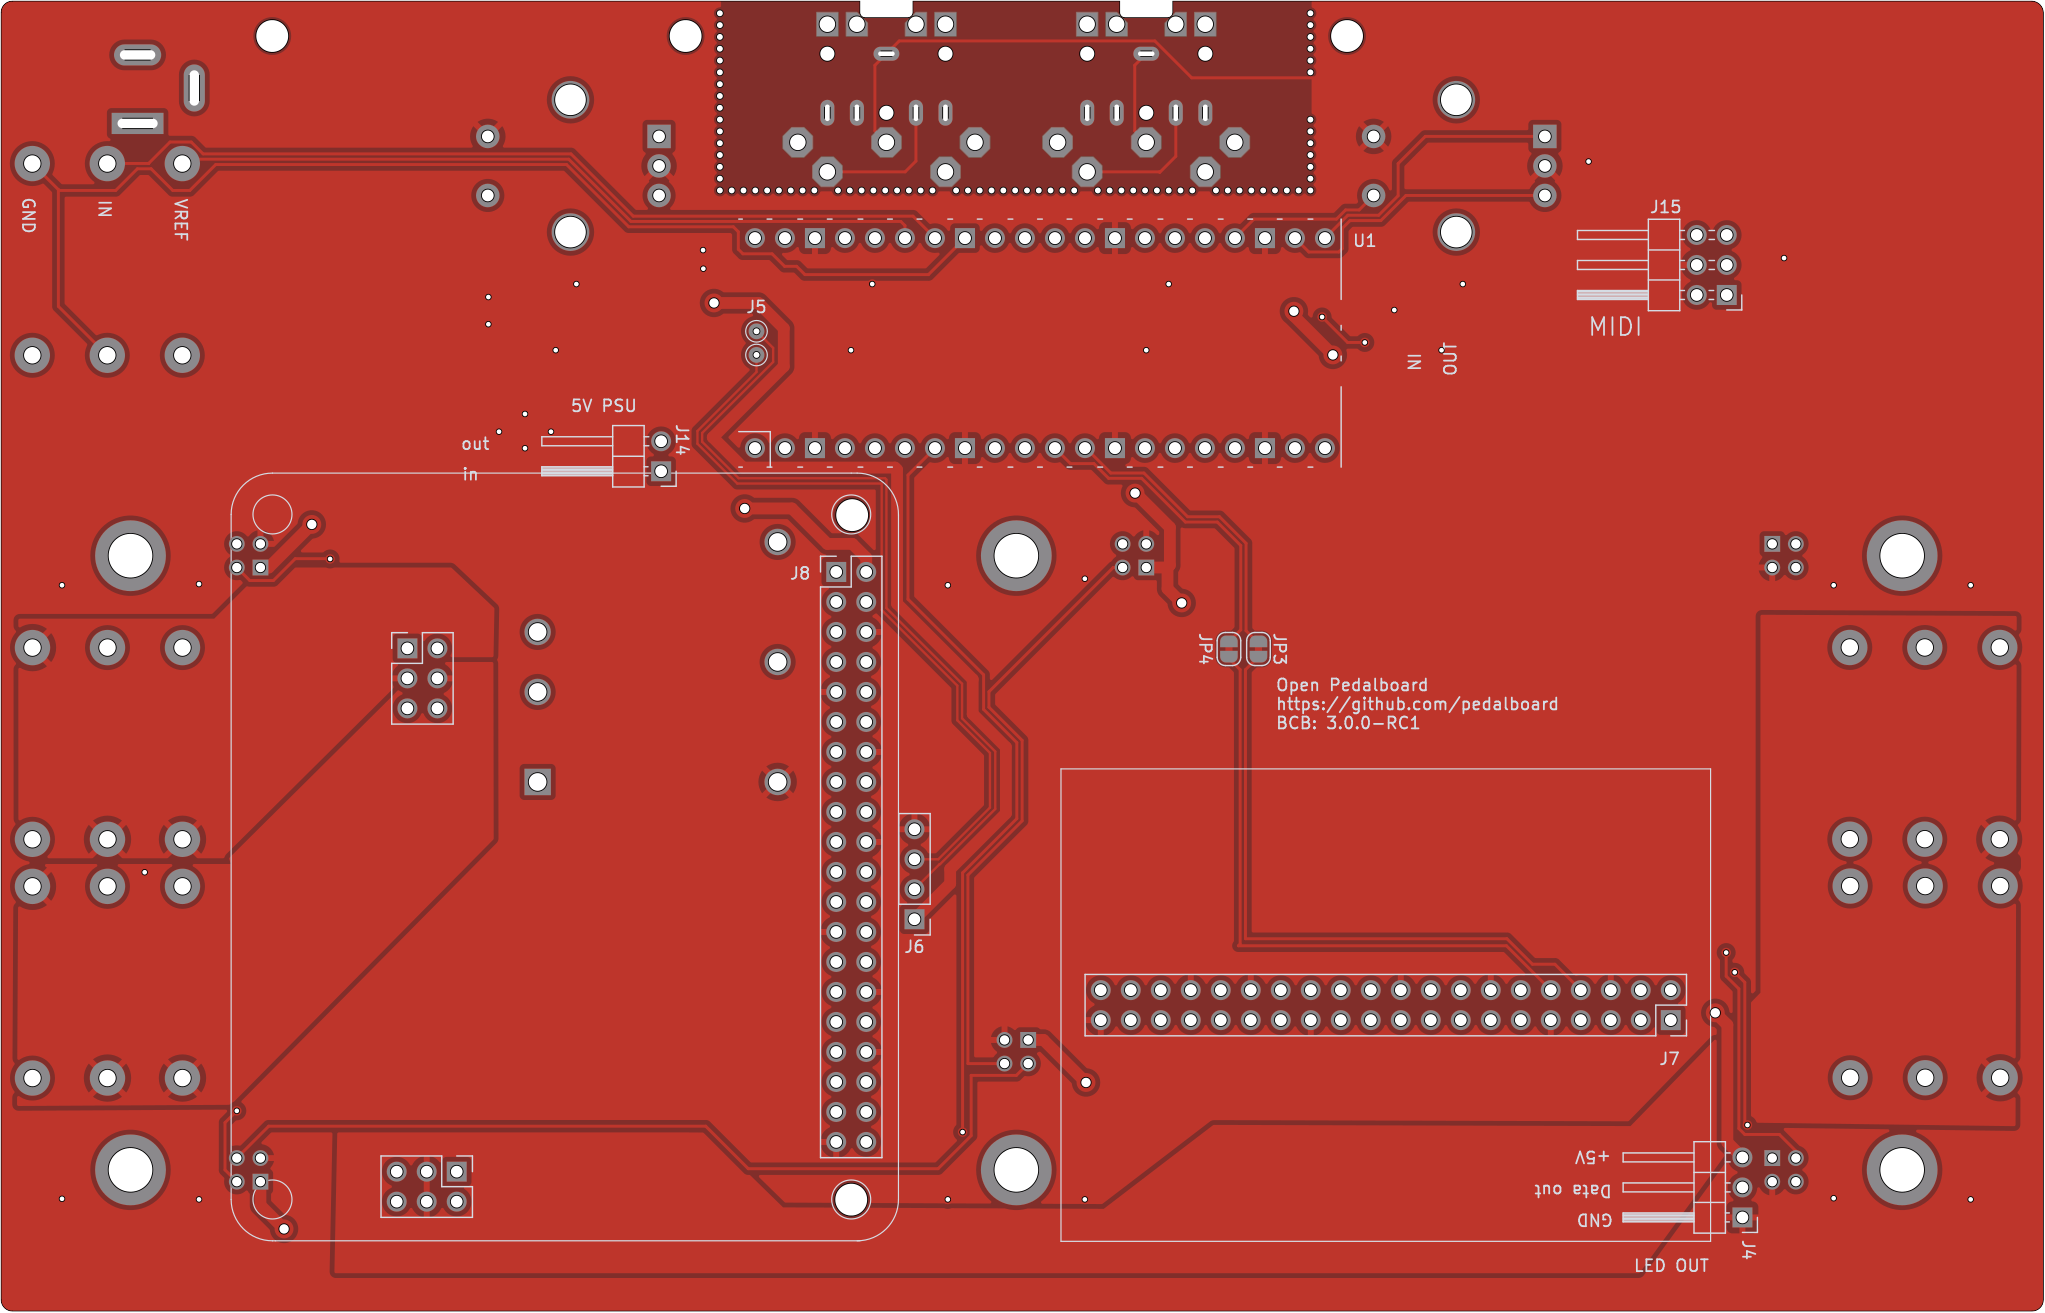 GND
IN
VREF
J15
U1
MIDI
J5
IN
OUT
5V PSU
out
in
J14
J8
JP4
JP3
Open Pedalboard
https://github.com/pedalboard
BCB: 3.0.0-RC1
J6
J7
+5V
Data out
GND
J4
LED OUT